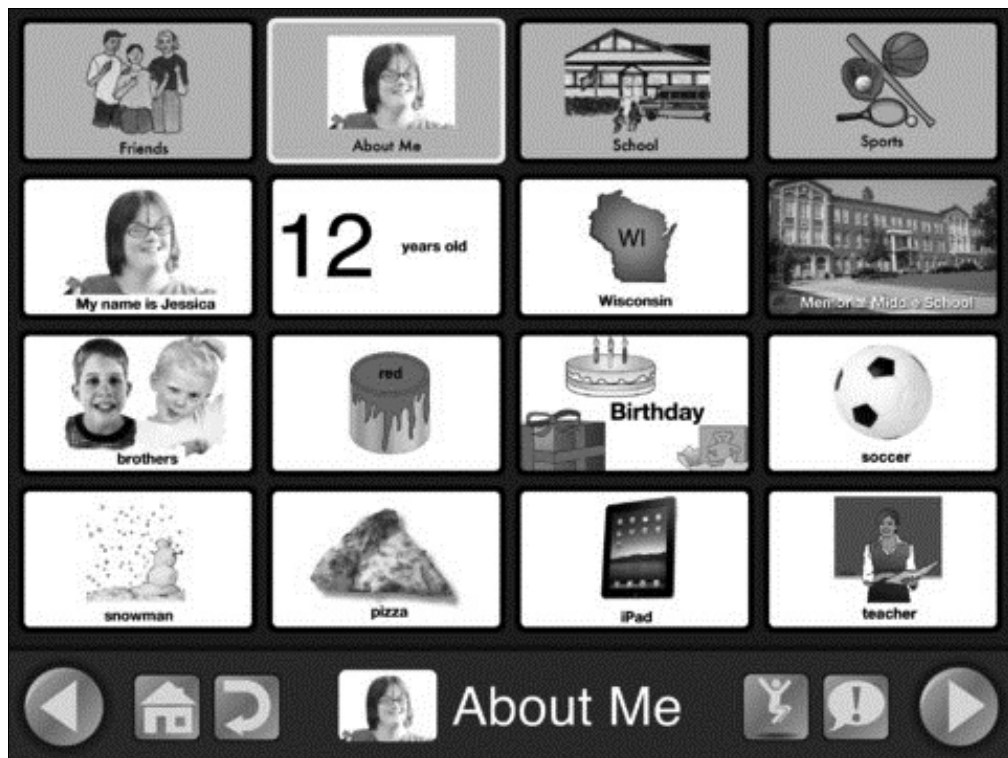 Friends
About Me
School
Sports
My name is Jessica
12 years old
WI
Wisconsin
Memorial Middle School
brothers
red
Birthday
soccer
snowman
pizza
iPad
teacher
About Me